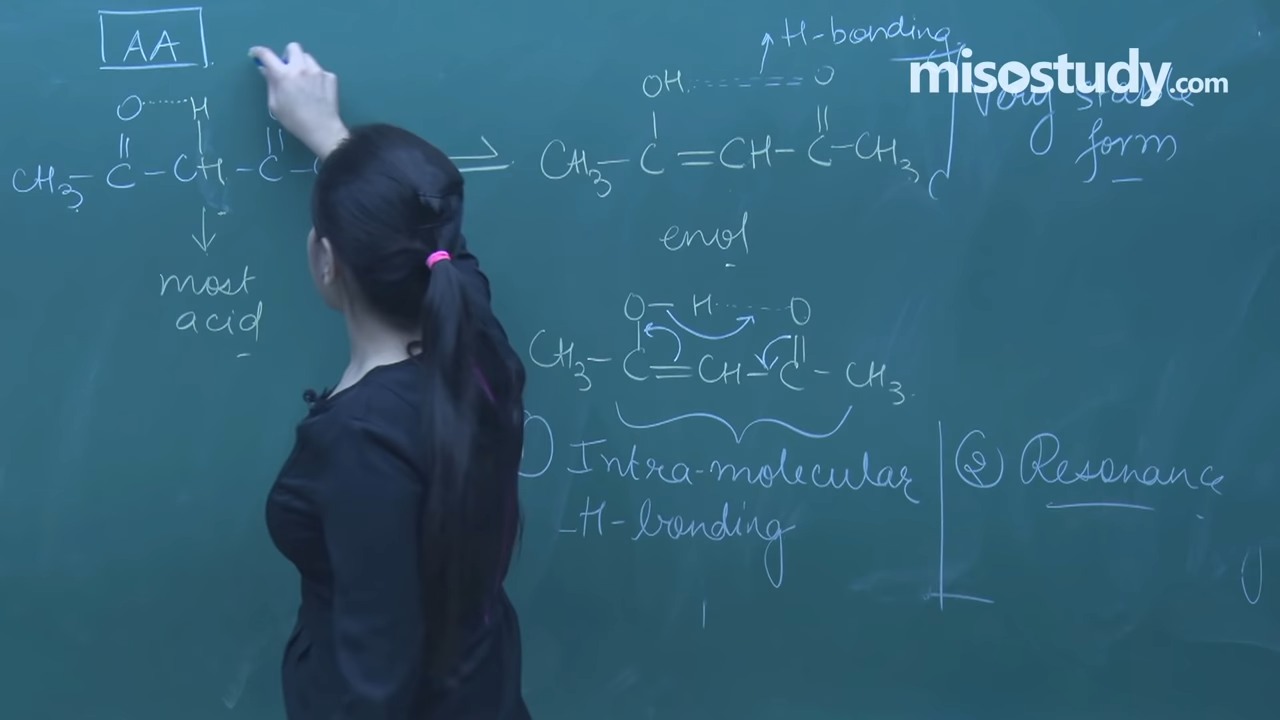 AA
H-bonding
misostudy.com
OH O
O H
Very stable
form
CH3-C-CH-C
CH3-C=CH-C-CH3
enol
most
acid
O-H O
CH3-C=CH-C-CH3
Intra-molecular
-H-bonding
(2) Resonance